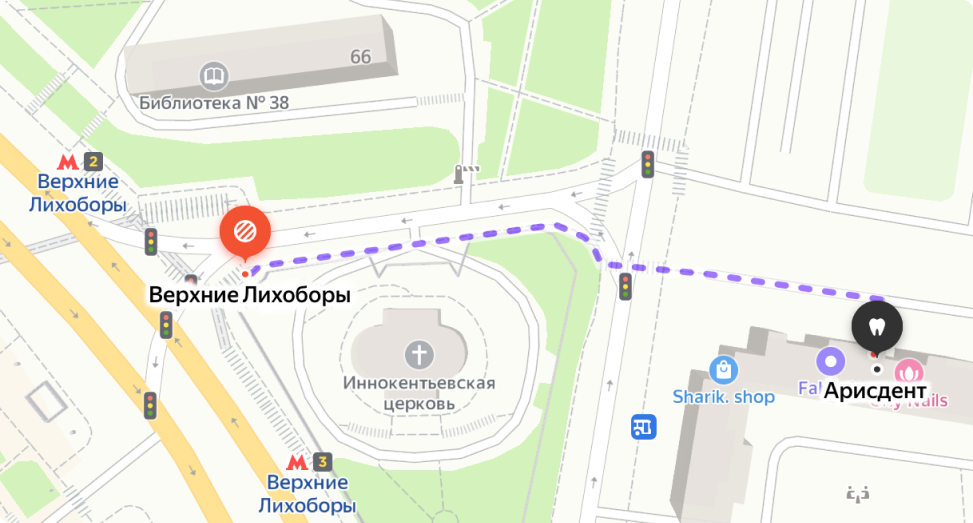 66
Библиотека № 38
М 2
Верхние
Лихоборы
Верхние Лихоборы
Иннокентьевская
церковь
Sharik. shop
Арисдент
Nails
М 3
Верхние
Лихоборы